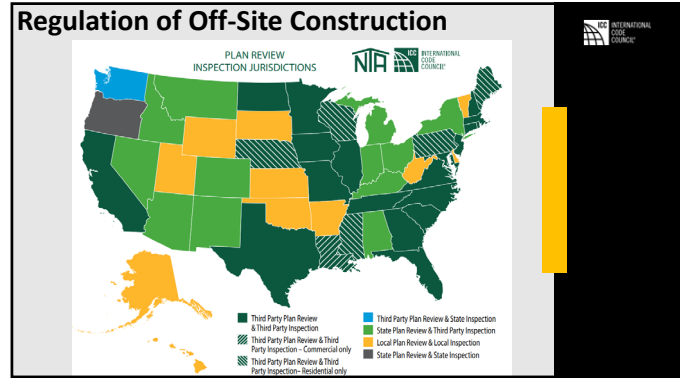 Regulation of Off-Site Construction
PLAN REVIEW
INSPECTION JURISDICTIONS
NTA
ICC INTERNATIONAL
CODE
COUNCIL
ICC INTERNATIONAL
CODE
COUNCIL®
Third Party Plan Review
& Third Party Inspection
Third Party Plan Review & Third
Party Inspection – Commercial only
Third Party Plan Review & Third
Party Inspection– Residential only
Third Party Plan Review & State Inspection
State Plan Review & Third Party Inspection
Local Plan Review & Local Inspection
State Plan Review & State Inspection